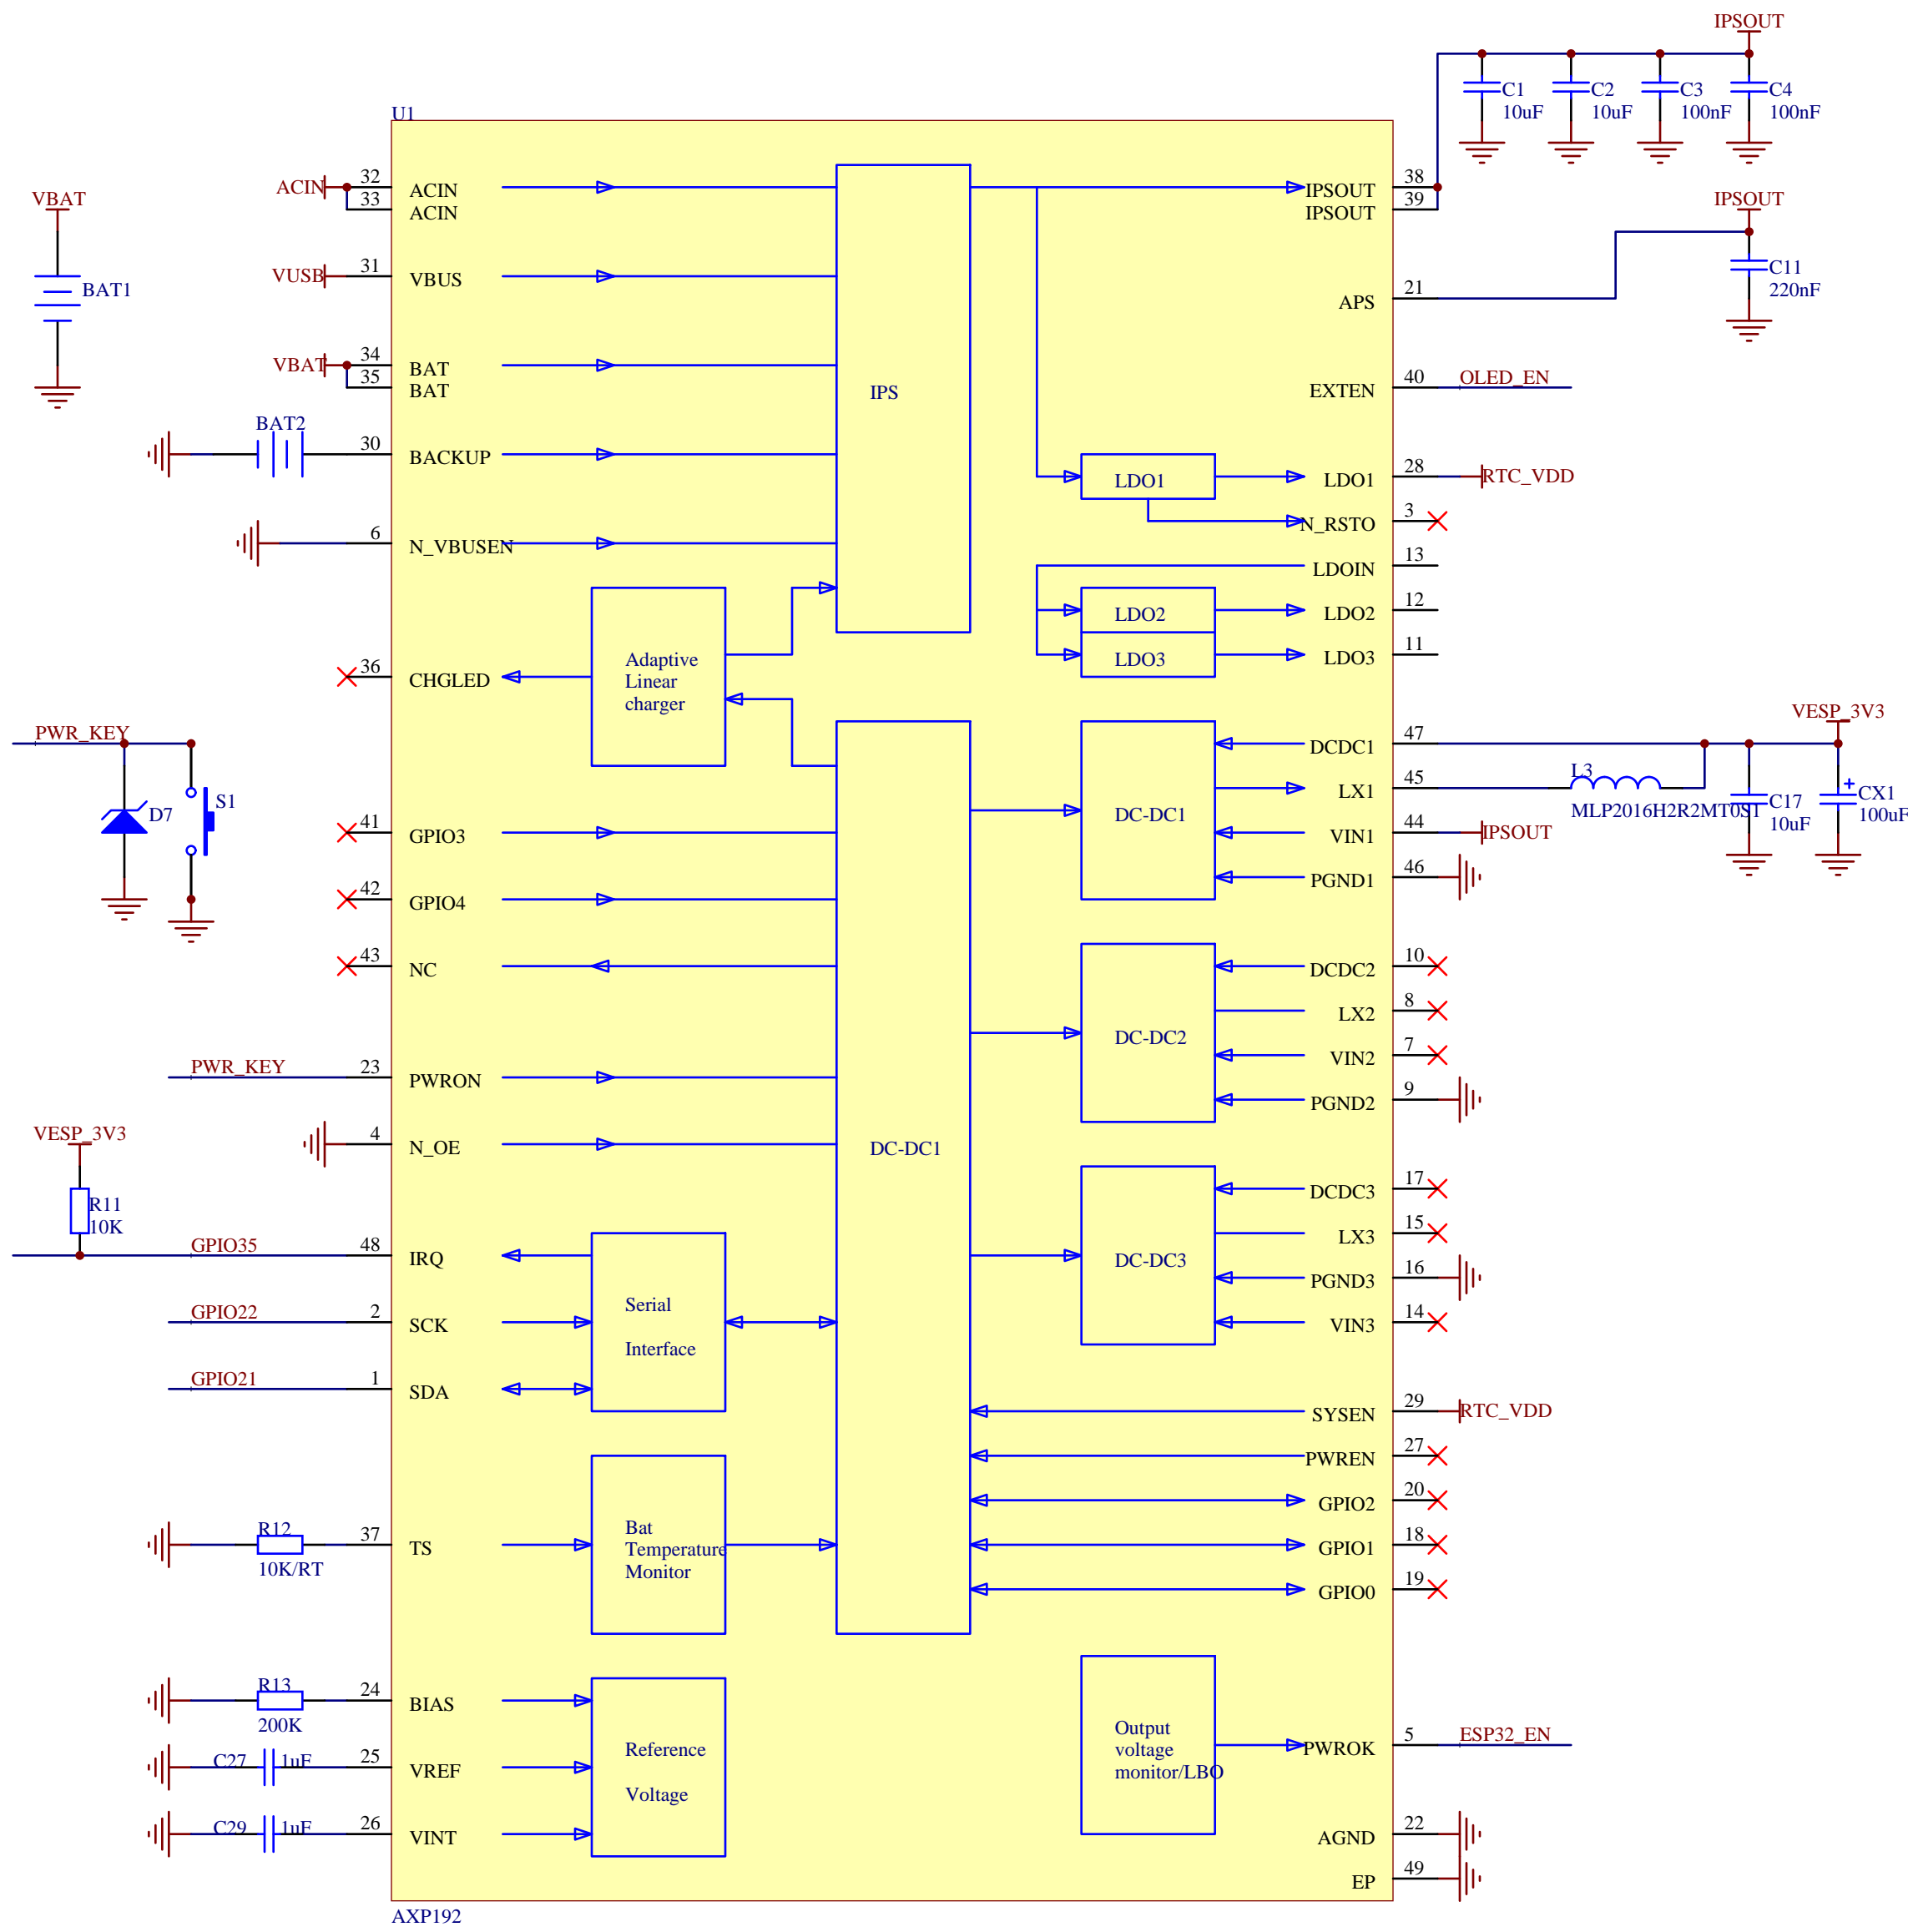 IPSOUT
C1
10uF
C2
10uF
C3
100nF
C4
100nF
U1
ACIN
32
33
ACIN
ACIN
38
39
IPSOUT
IPSOUT
VBAT
BAT1
IPSOUT
C11
220nF
VUSB
31
VBUS
21
APS
VBAT
34
35
BAT
BAT
IPS
40
EXTEN
OLED_EN
BAT2
30
BACKUP
LDO1
28
LDO1
RTC_VDD
3
N_RSTO
6
N_VBUSEN
13
LDOIN
LDO2
12
LDO2
LDO3
11
LDO3
36
CHGLED
Adaptive
Linear
charger
PWR_KEY
D7
S1
VESP_3V3
47
DCDC1
45
LX1
L3
MLP2016H2R2MT0ST
C17
10uF
CX1
100uF
DC-DC1
44
VIN1
IPSOUT
46
PGND1
41
GPIO3
42
GPIO4
43
NC
10
DCDC2
8
LX2
DC-DC2
7
VIN2
9
PGND2
PWR_KEY
23
PWRON
4
N_OE
DC-DC1
VESP_3V3
R11
10K
17
DCDC3
15
LX3
DC-DC3
16
PGND3
14
VIN3
GPIO35
48
IRQ
GPIO22
2
SCK
GPIO21
1
SDA
Serial
Interface
29
SYSEN
RTC_VDD
27
PWREN
20
GPIO2
18
GPIO1
19
GPIO0
R12
10K/RT
37
TS
Bat
Temperature
Monitor
R13
200K
24
BIAS
C27
1uF
25
VREF
C29
1uF
26
VINT
Reference
Voltage
Output
voltage
monitor/LBO
5
PWROK
ESP32_EN
22
AGND
49
EP
AXP192